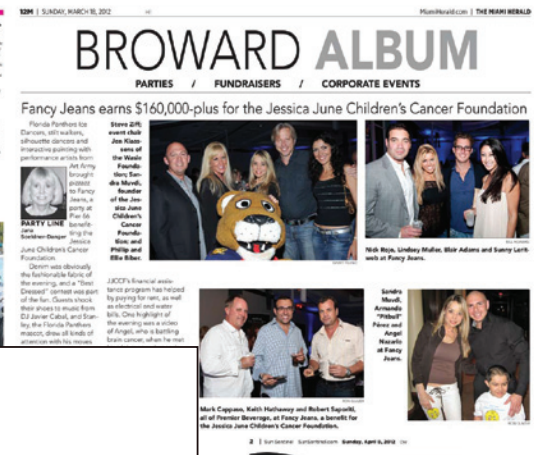 12M | SUNDAY, MARCH 18, 2012
MiamiHerald.com | THE MIAMI HERALD
BROWARD ALBUM
PARTIES / FUNDRAISERS / CORPORATE EVENTS
Fancy Jeans earns $160,000-plus for the Jessica June Children's Cancer Foundation
Florida Panthers Ice
Dancers, stilt walkers,
silhouette dancers and
interactive painting with
performance artists from
Art Army
brought
pizzazz
to Fancy
Jeans, a
party at
Pier 66
benefit-
ting the
Jessica
June Children's Cancer
Foundation.
PARTY LINE
Denim was obviously
the fashionable fabric of
the evening, and a "Best
Dressed" contest was part
of the fun. Guests shook
their shoes to music from
DJ Javier Cabal, and Stan-
ley, the Florida Panthers
mascot, drew all kinds of
attention with his moves
Steve Ziff;
event chair
Jon Klaas-
sens of
the Wasie
Founda-
tion; San-
dra Muvdi,
founder
of the Jes-
sica June
Children's
Cancer
Founda-
tion; and
Phillip and
Ellie Biber.
JJCCF's financial assis-
tance program has helped
by paying for rent, as well
as electrical and water
bills. One highlight of
the evening was a video
of Angel, who is battling
brain cancer, when he met
Nick Rojo, Lindsey Muller, Blair Adams and Sunny
at Fancy Jeans.
Mark Cappaso, Keith Hathaway and Robert Saporiti,
all of Premier Beverage, at Fancy Jeans, a benefit for
the Jessica June Children's Cancer Foundation.
Sandra
Muvdi,
Armando
"Pitbull"
Pérez and
Angel
Nazario
at Fancy
Jeans.
2 | Sun Sentinel SunSentinel.com Sunday, April 8, 2012